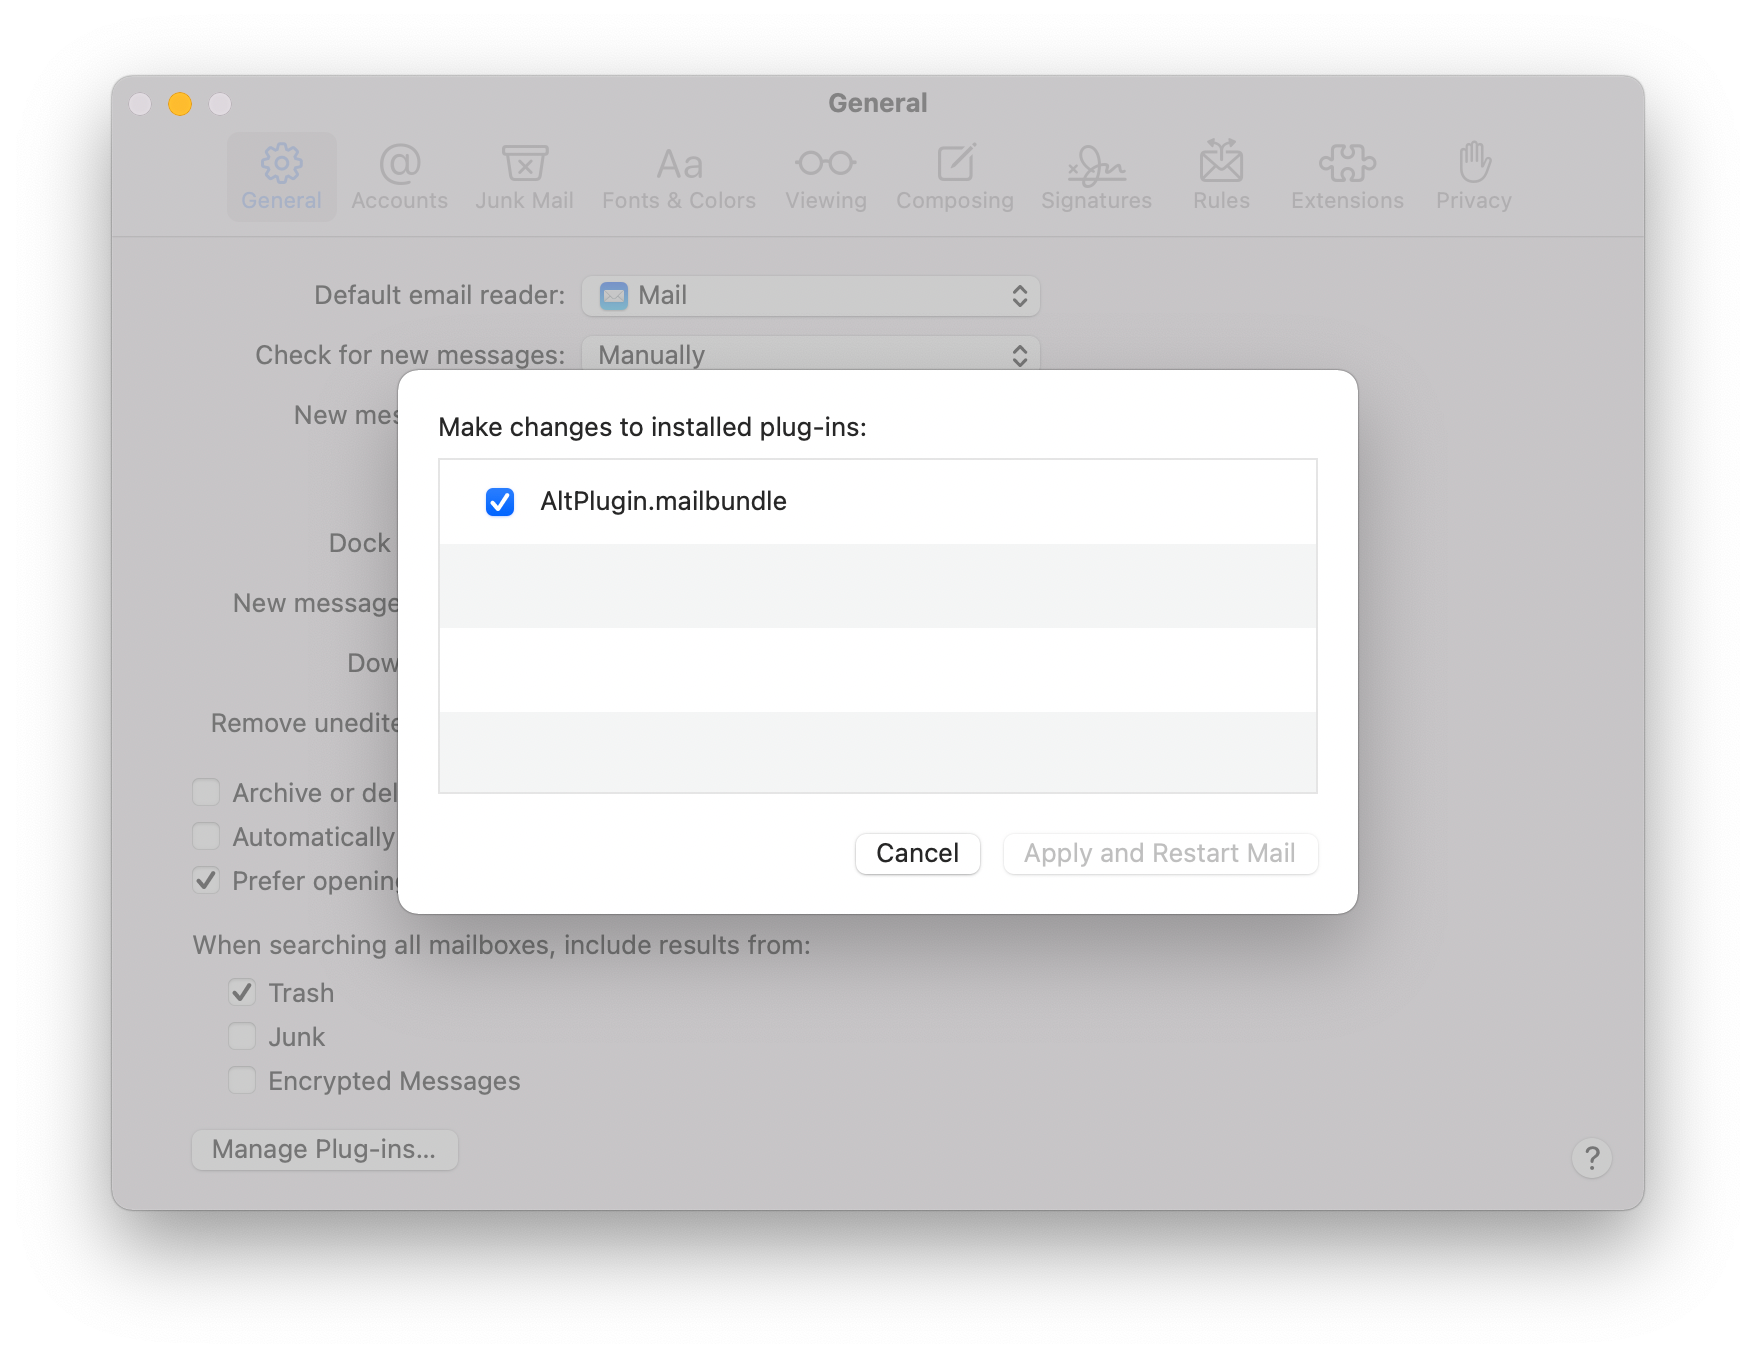 General
General Accounts Junk Mail Fonts & Colors Viewing Composing Signatures Rules Extensions Privacy
Default email reader: Mail
Check for new messages: Manually
New mes
Make changes to installed plug-ins:
AltPlugin.mailbundle
Dock
New message
Dow
Remove unedite
Archive or del
Automatically
Cancel Apply and Restart Mail
Prefer opening
When searching all mailboxes, include results from:
Trash
Junk
Encrypted Messages
Manage Plug-ins...
?